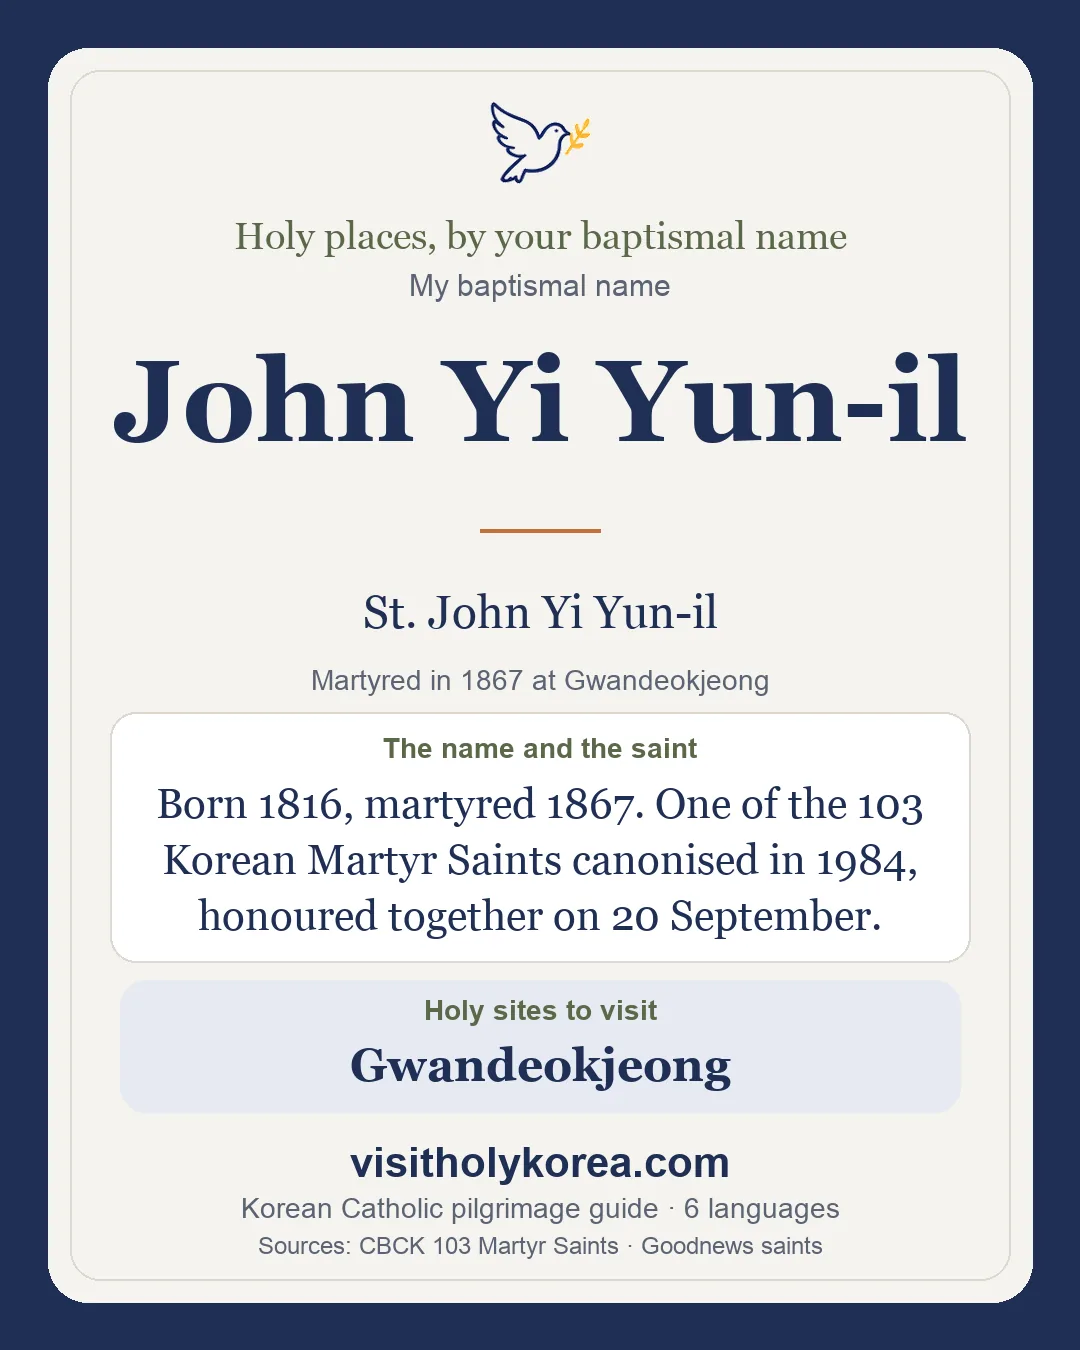 Holy places, by your baptismal name
My baptismal name
John Yi Yun-il
St. John Yi Yun-il
Martyred in 1867 at Gwandeokjeong
The name and the saint
Born 1816, martyred 1867. One of the 103
Korean Martyr Saints canonised in 1984,
honoured together on 20 September.
Holy sites to visit
Gwandeokjeong
visitholykorea.com
Korean Catholic pilgrimage guide · 6 languages
Sources: CBCK 103 Martyr Saints · Goodnews saints